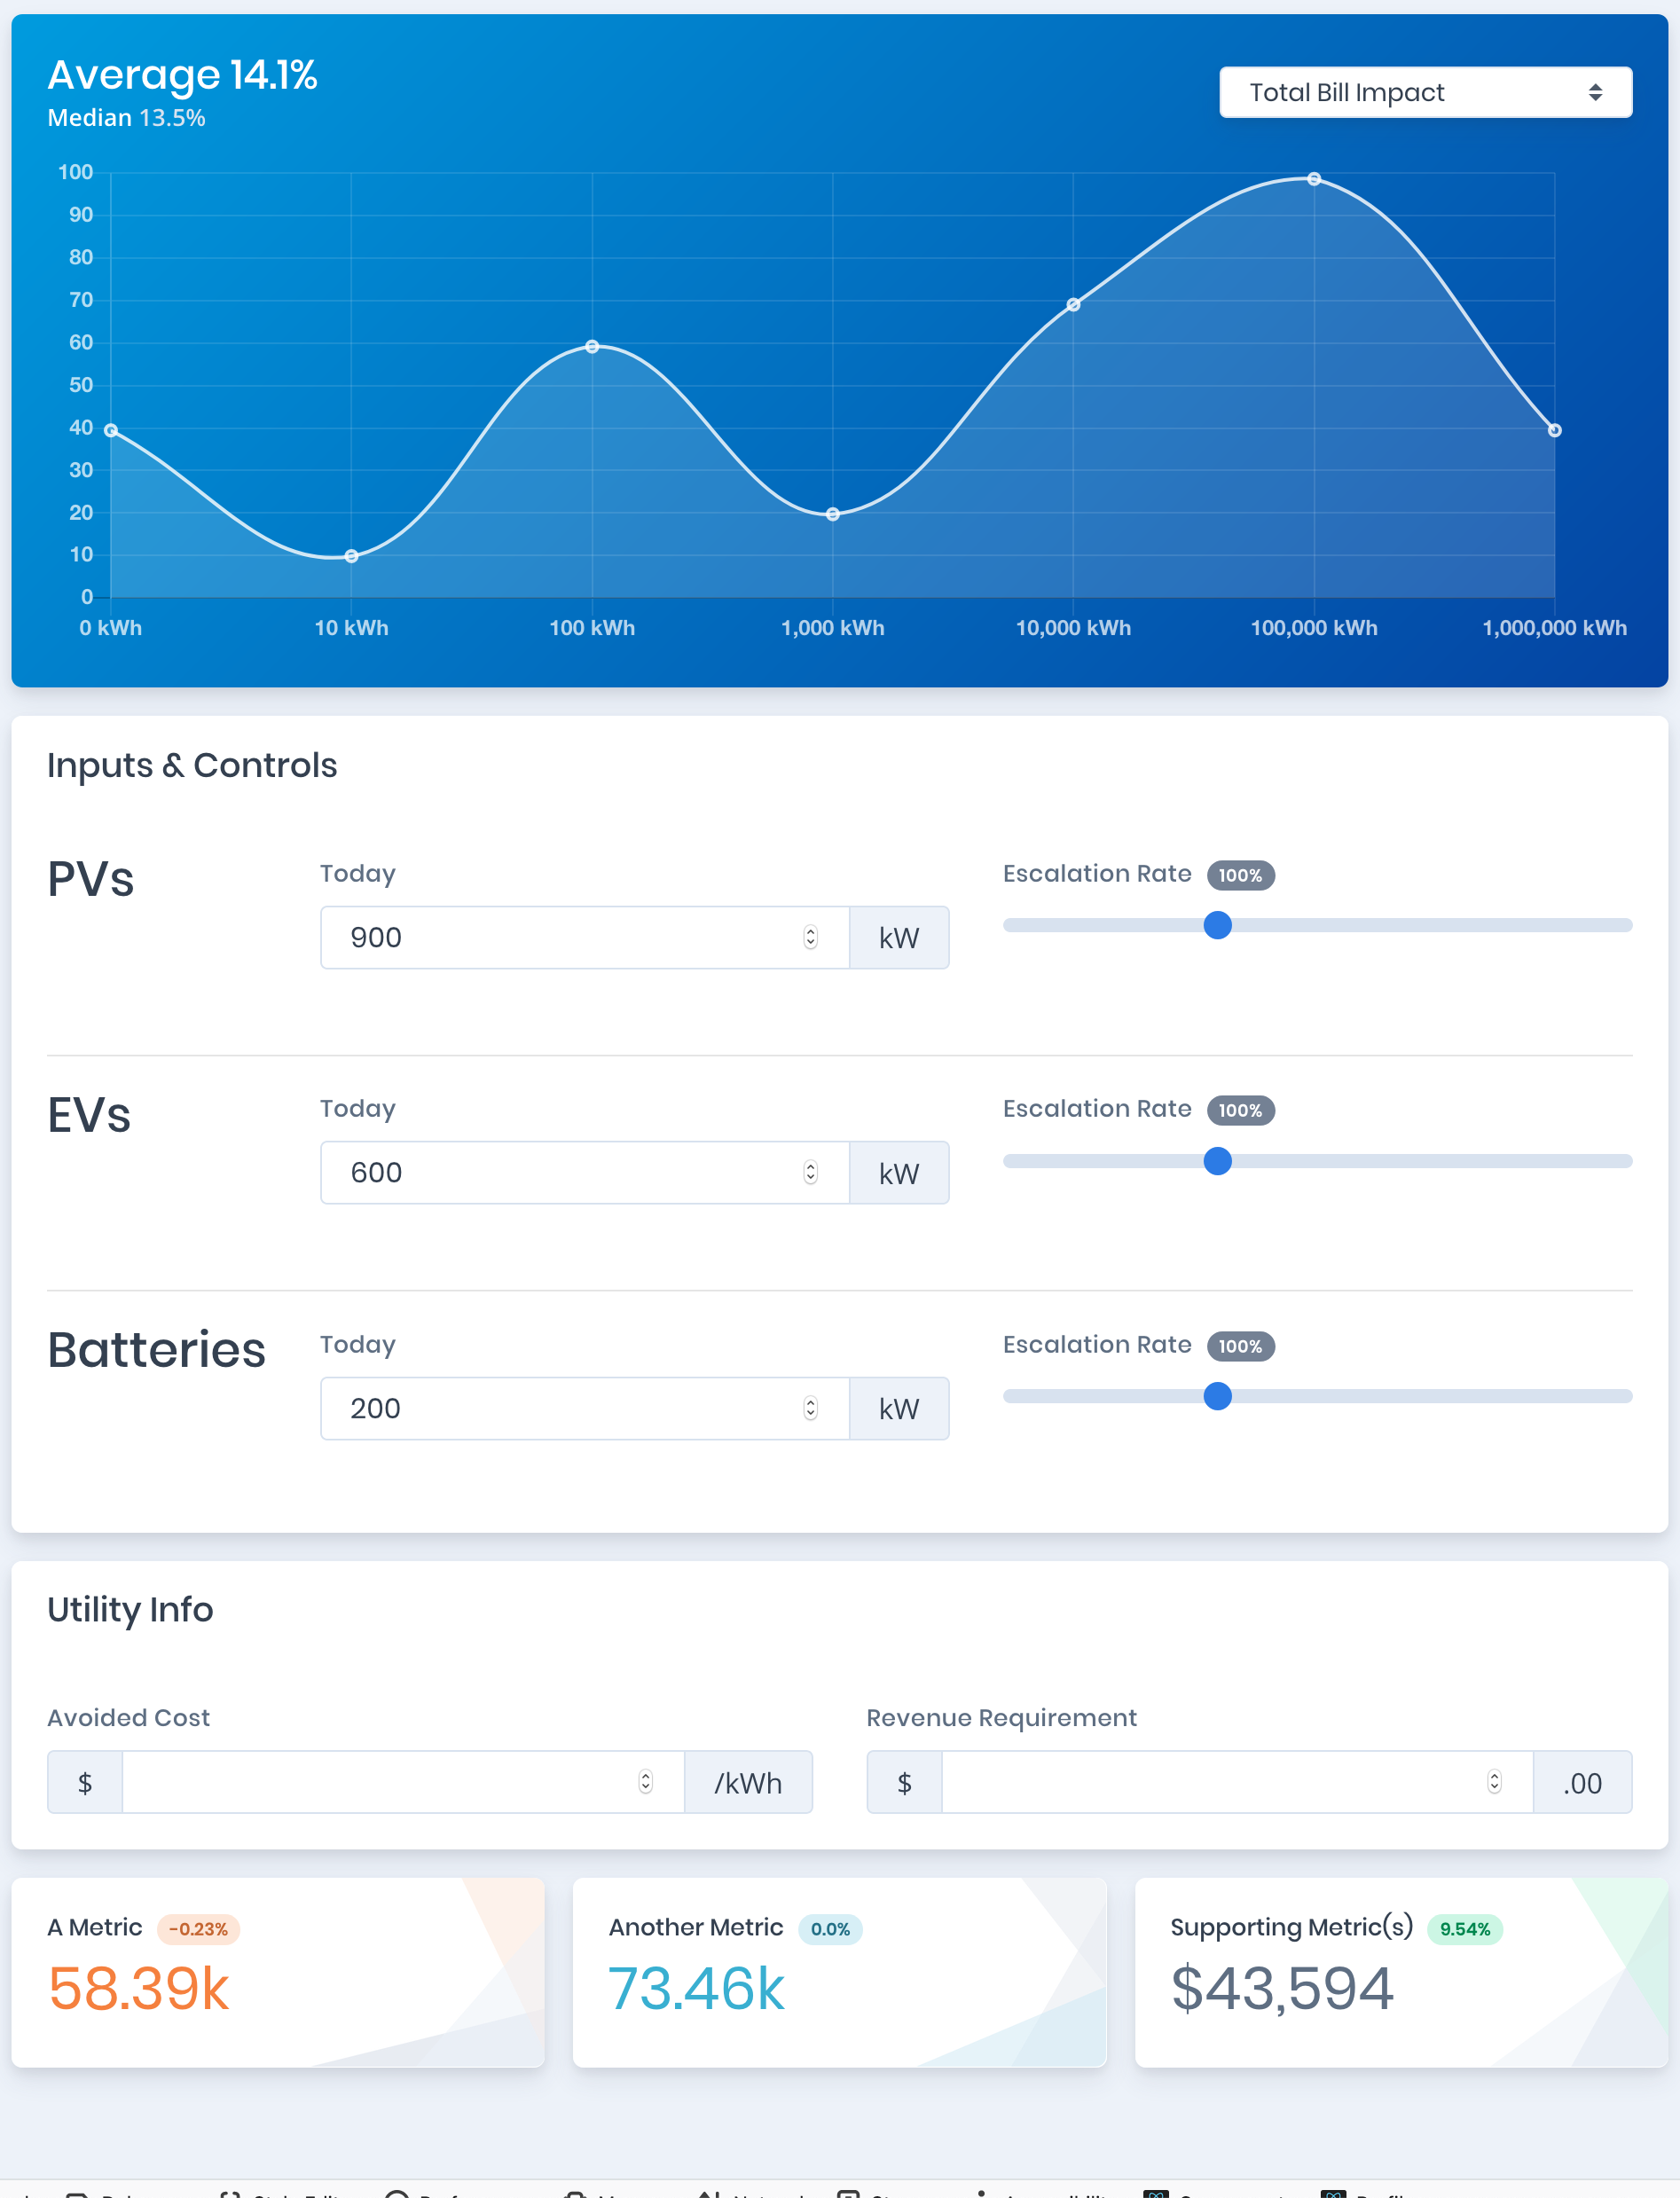 Average 14.1%
Median 13.5%
Total Bill Impact
100
90
80
70
60
50
40
30
20
10
0
0 kWh 10 kWh 100 kWh 1,000 kWh 10,000 kWh 100,000 kWh 1,000,000 kWh
Inputs & Controls
PVs
Today
900 kW
Escalation Rate 100%
EVs
Today
600 kW
Escalation Rate 100%
Batteries
Today
200 kW
Escalation Rate 100%
Utility Info
Avoided Cost
$ /kWh
Revenue Requirement
$ .00
A Metric -0.23%
58.39k
Another Metric 0.0%
73.46k
Supporting Metric(s) 9.54%
$43,594